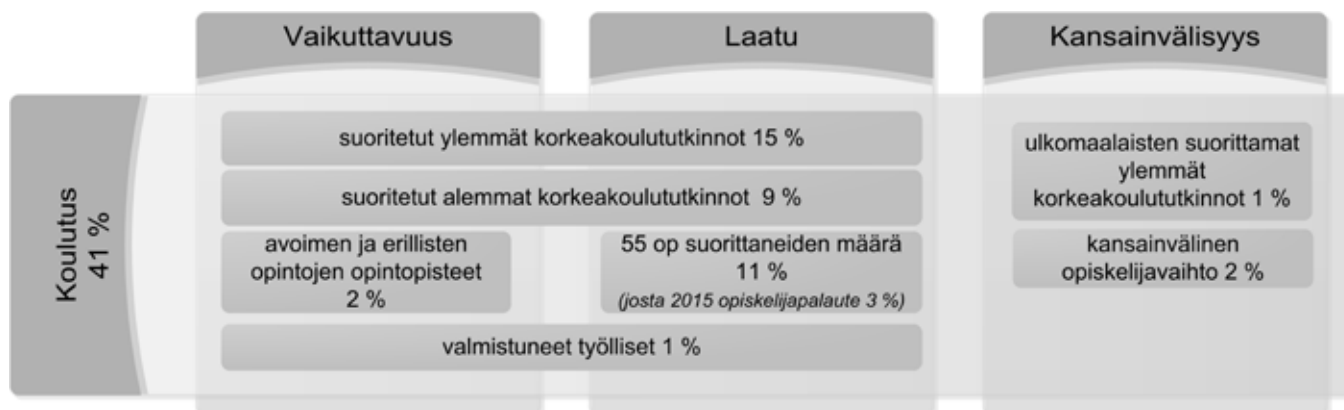 Vaikuttavuus
Laatu
Kansainvälisyys
Koulutus
41 %
suoritetut ylemmät korkeakoulututkinnot 15 %
suoritetut alemmat korkeakoulututkinnot  9 %
avoimen ja erillisten
opintojen opintopisteet
2 %
55 op suorittaneiden määrä
11 %
(josta 2015 opiskelijapalaute 3 %)
valmistuneet työlliset 1 %
ulkomaalaisten suorittamat
ylemmät
korkeakoulututkinnot 1 %
kansainvälinen
opiskelijavaihto 2 %